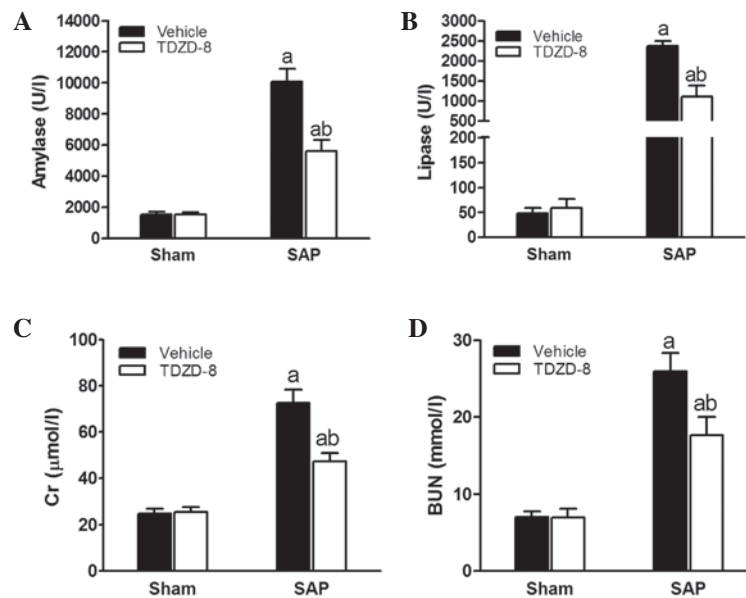 A
Vehicle
TDZD-8
Amylase (U/l)
14000
12000
10000
8000
6000
4000
2000
0
a
ab
Sham
SAP
B
Vehicle
TDZD-8
Lipase (U/l)
3000
2500
2000
1500
1000
500
200
150
100
50
0
a
ab
Sham
SAP
C
Vehicle
TDZD-8
Cr (μmol/l)
100
80
60
40
20
0
a
ab
Sham
SAP
D
Vehicle
TDZD-8
BUN (mmol/l)
30
20
10
0
a
ab
Sham
SAP